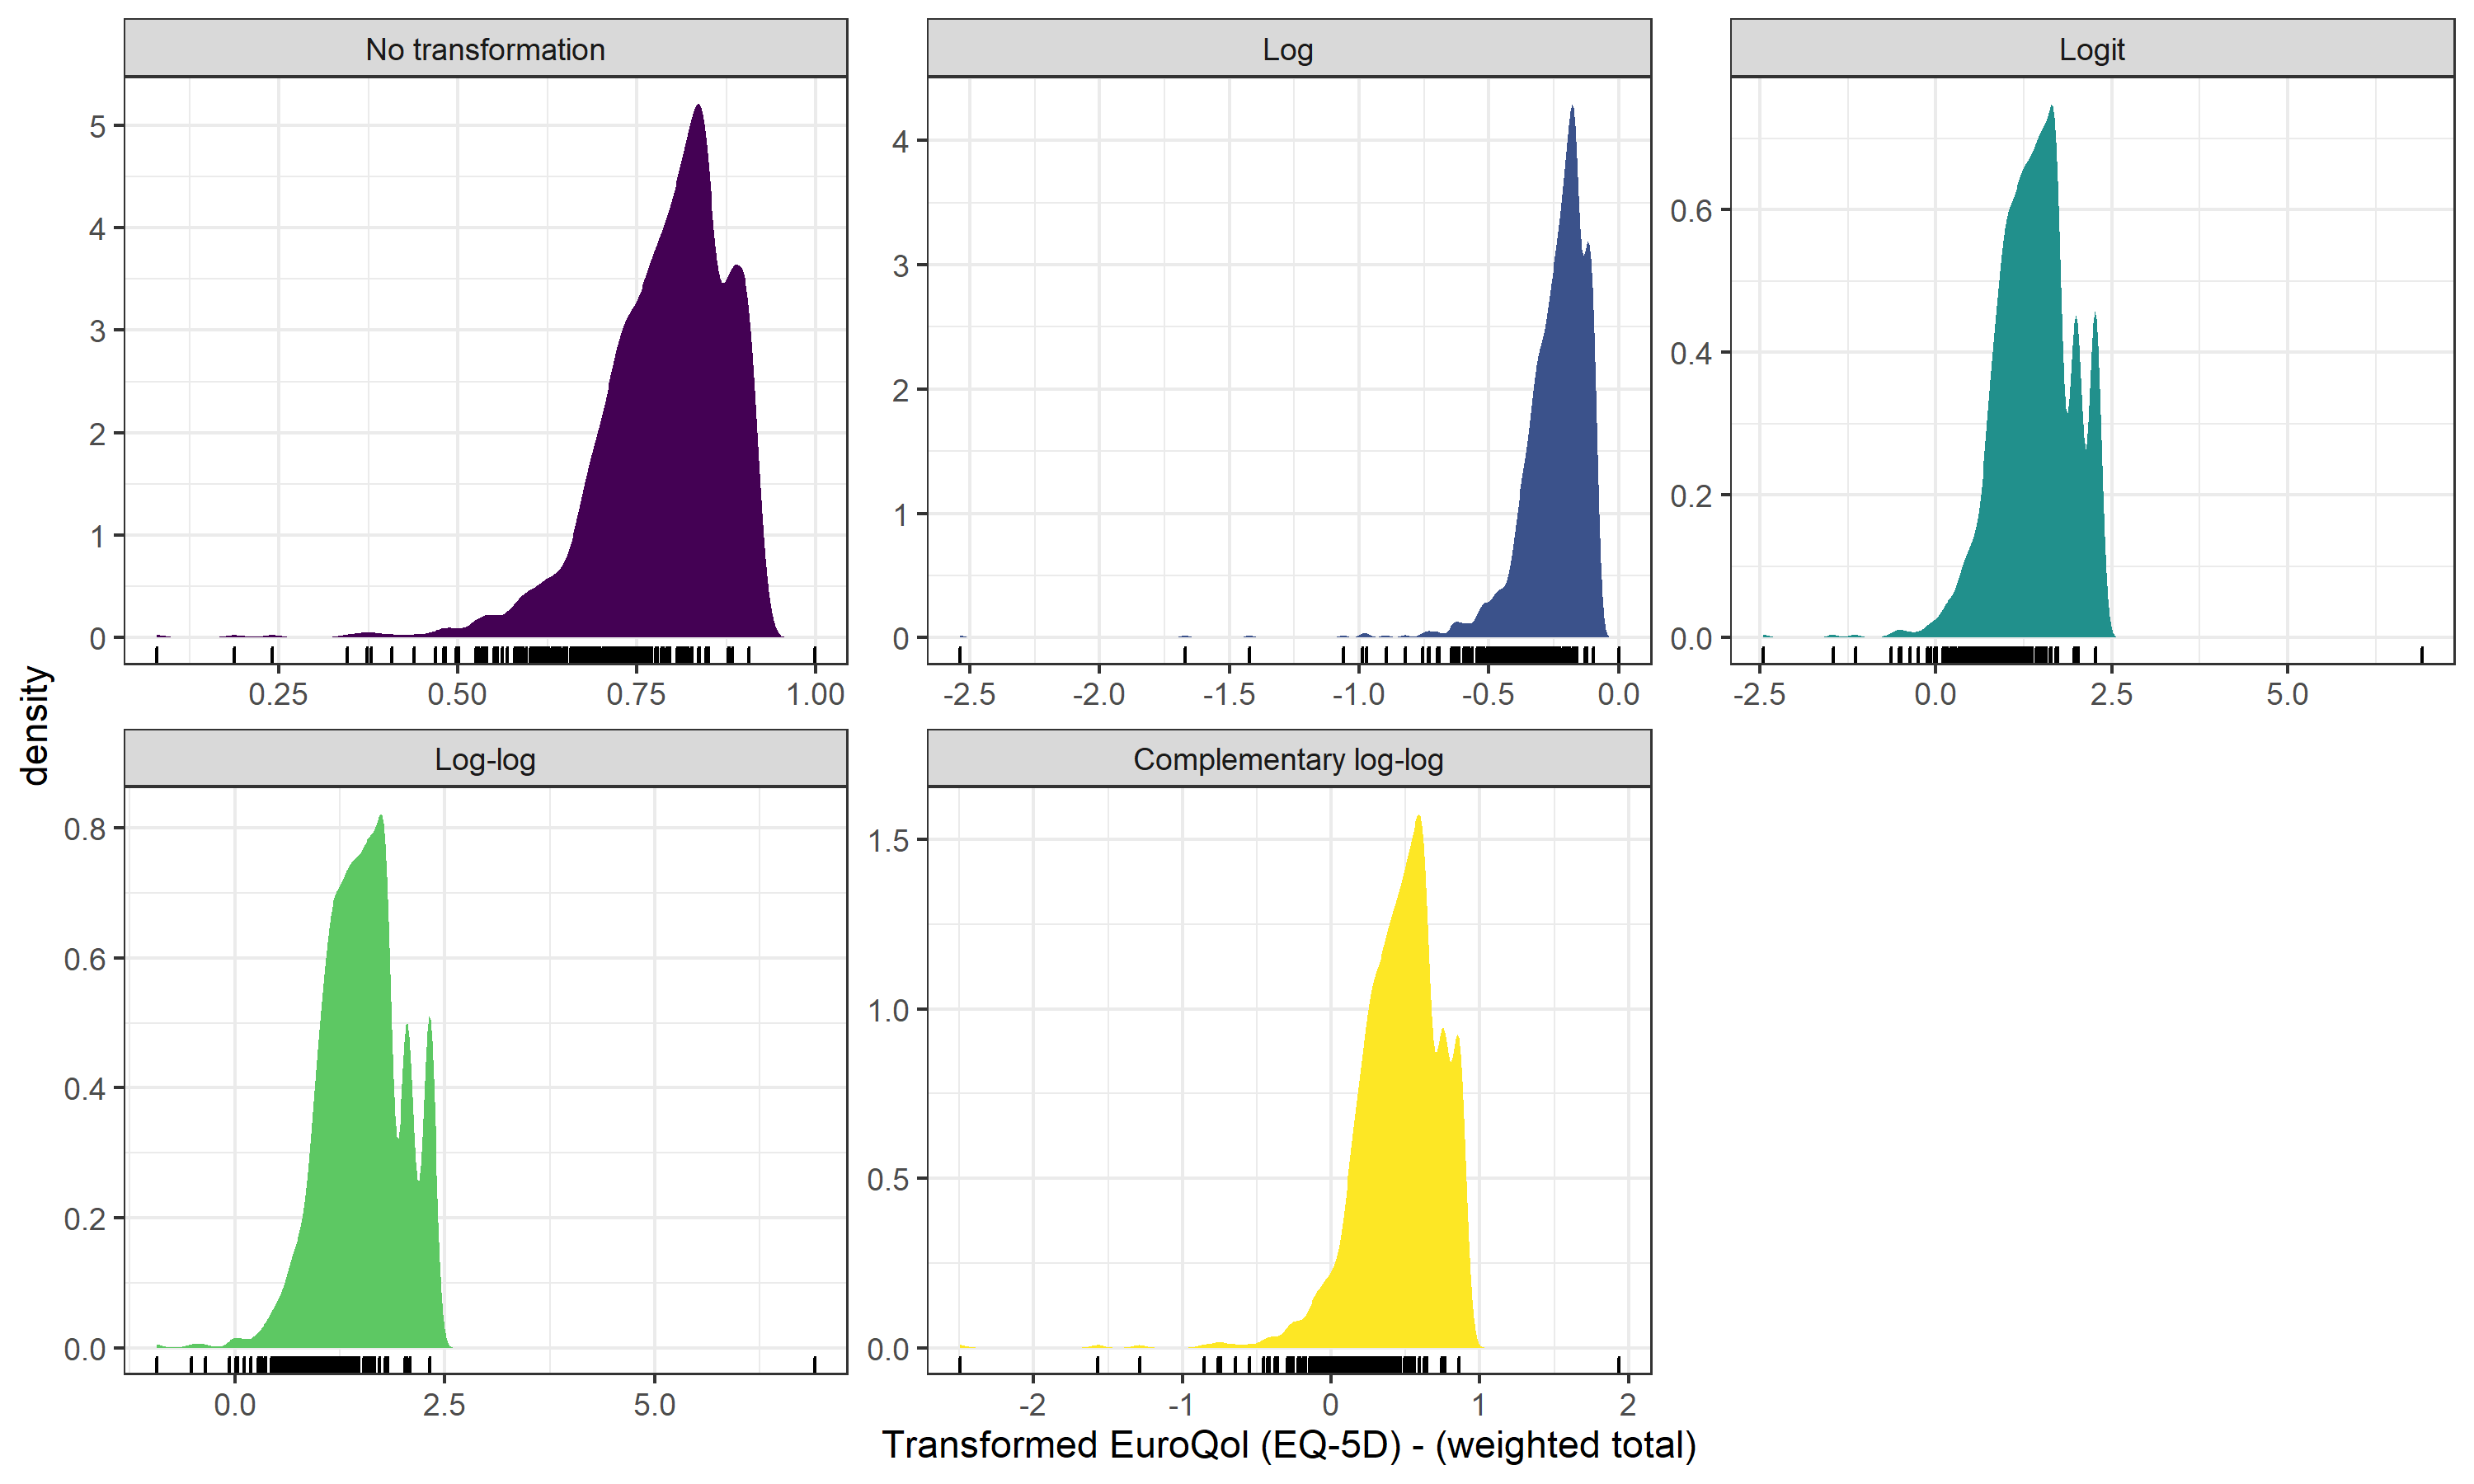 No transformation
Log
Logit
5
4
3
2
1
0
0.25 0.50 0.75 1.00
4
3
2
1
0
-2.5 -2.0 -1.5 -1.0 -0.5 0.0
0.6
0.4
0.2
0.0
-2.5 0.0 2.5 5.0
density
Log-log
Complementary log-log
0.8
0.6
0.4
0.2
0.0
0.0 2.5 5.0
1.5
1.0
0.5
0.0
-2 -1 0 1 2
Transformed EuroQol (EQ-5D) - (weighted total)